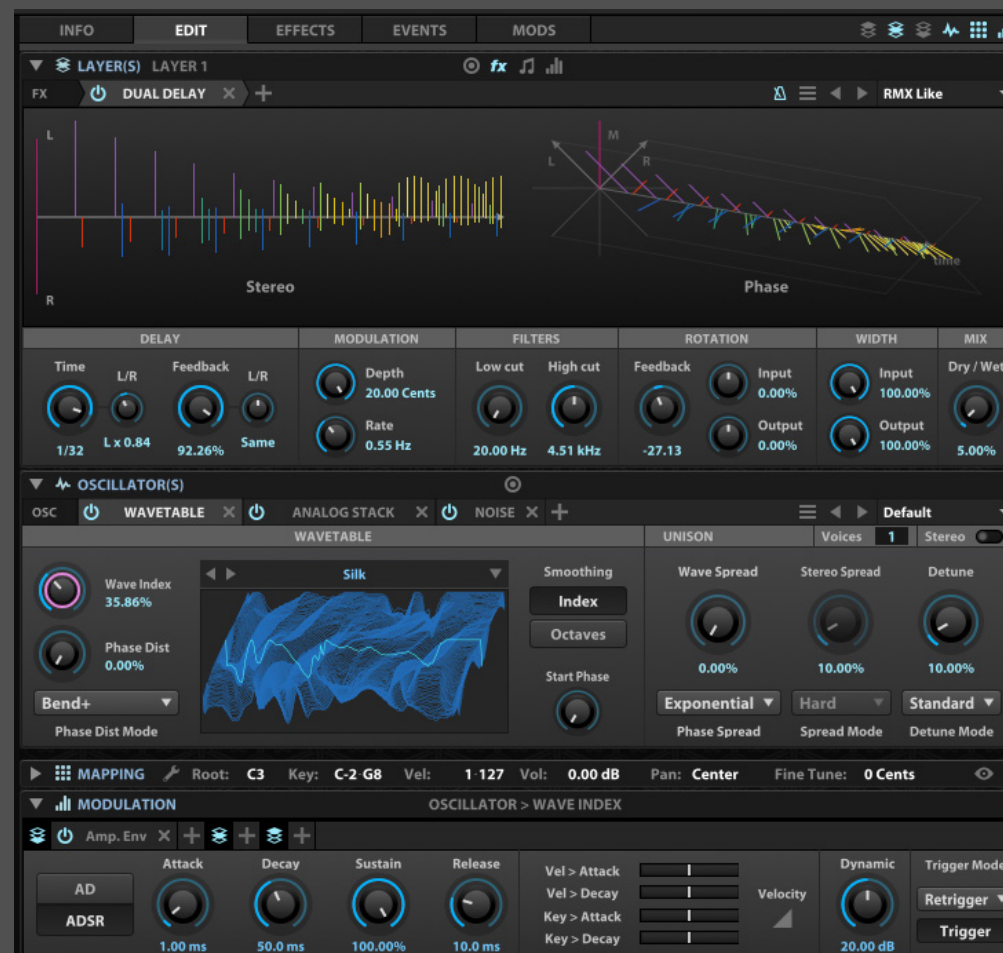 INFO EDIT EFFECTS EVENTS MODS
LAYER(S) LAYER 1 fx
FX DUAL DELAY RMX Like
L M
L R
R
time
Stereo Phase
DELAY MODULATION FILTERS ROTATION WIDTH MIX
Time L/R Feedback L/R Depth Low cut High cut Feedback Input Input Dry / Wet
20.00 Cents 0.00% 100.00%
Rate Output Output
1/32 L x 0.84 92.26% Same 0.55 Hz 20.00 Hz 4.51 kHz -27.13 0.00% 100.00% 5.00%
OSCILLATOR(S)
OSC WAVETABLE ANALOG STACK NOISE Default
WAVETABLE UNISON Voices 1 Stereo
Wave Index Silk Smoothing Wave Spread Stereo Spread Detune
35.86% Index
Octaves
Phase Dist
0.00% Start Phase 0.00% 10.00% 10.00%
Bend+ Exponential Hard Standard
Phase Dist Mode Phase Spread Spread Mode Detune Mode
MAPPING Root: C3 Key: C-2-G8 Vel: 1-127 Vol: 0.00 dB Pan: Center Fine Tune: 0 Cents
MODULATION OSCILLATOR > WAVE INDEX
Amp. Env
Attack Decay Sustain Release Vel > Attack Dynamic Trigger Mode
AD Vel > Decay Velocity Retrigger
ADSR Key > Attack Trigger
1.00 ms 50.0 ms 100.00% 10.0 ms Key > Decay 20.00 dB